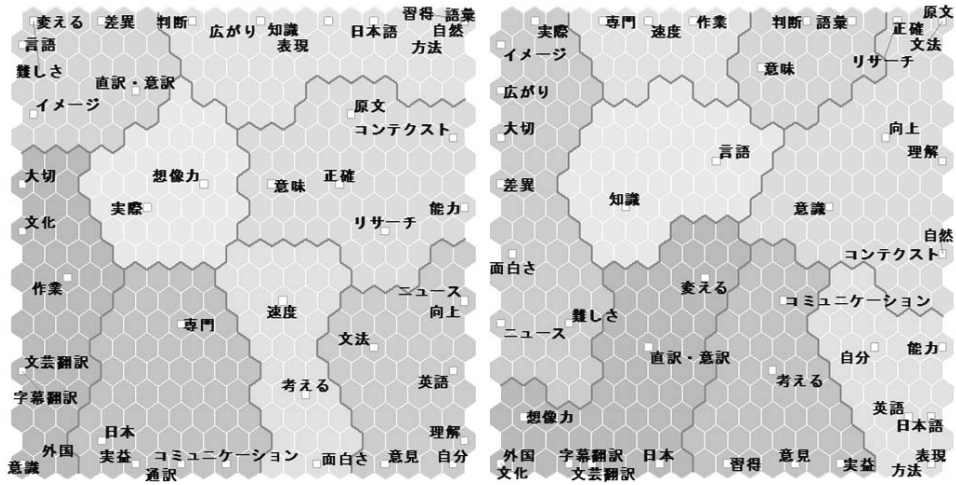 変える 差異 判断 広がり 知識 表現 日本語 習得 語彙 自然 方法
言語
難しさ
直訳・意訳
イメージ
原文
コンテクスト
大切
想像力
意味
正確
実際
文化
リサーチ
能力
作業
ニュース
速度
向上
専門
文法
文芸翻訳
考える
英語
字幕翻訳
日本
理解
外国
実益
コミュニケーション
面白さ
意見
自分
意識
通訳
実際
専門
速度
作業
判断
語彙
正確
原文
文法
イメージ
意味
リサーチ
広がり
大切
向上
言語
理解
差異
知識
意識
自然
コンテクスト
面白さ
変える
コミュニケーション
難しさ
ニュース
直訳・意訳
自分
能力
考える
想像力
英語
日本語
外国
字幕翻訳
日本
習得
意見
実益
表現
文化
文芸翻訳
方法